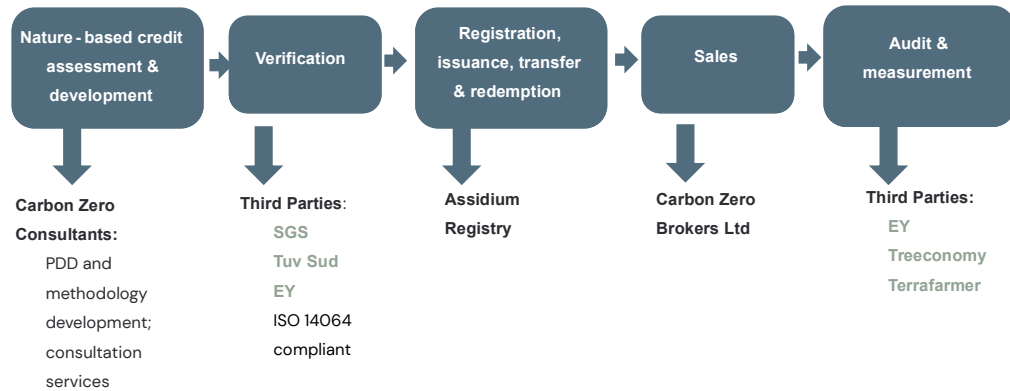 Nature - based credit
assessment &
development
Verification
Registration,
issuance, transfer
& redemption
Sales
Audit &
measurement
Carbon Zero
Consultants:
PDD and
methodology
development;
consultation
services
Third Parties:
SGS
Tuv Sud
EY
ISO 14064
compliant
Assidium
Registry
Carbon Zero
Brokers Ltd
Third Parties:
EY
Treeconomy
Terrafarmer